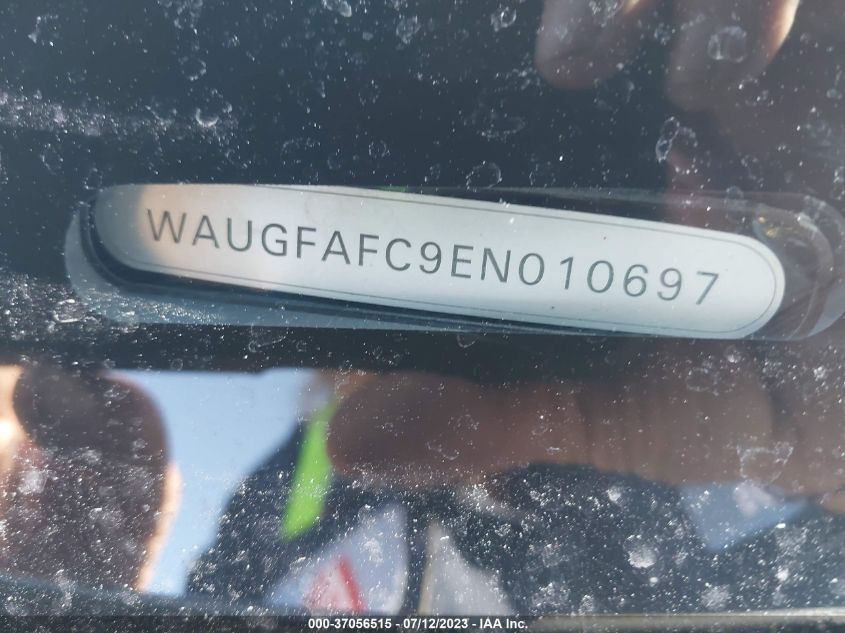 WAUGFAFC9EN010697
000-37056515 - 07/12/2023 - IAA Inc.